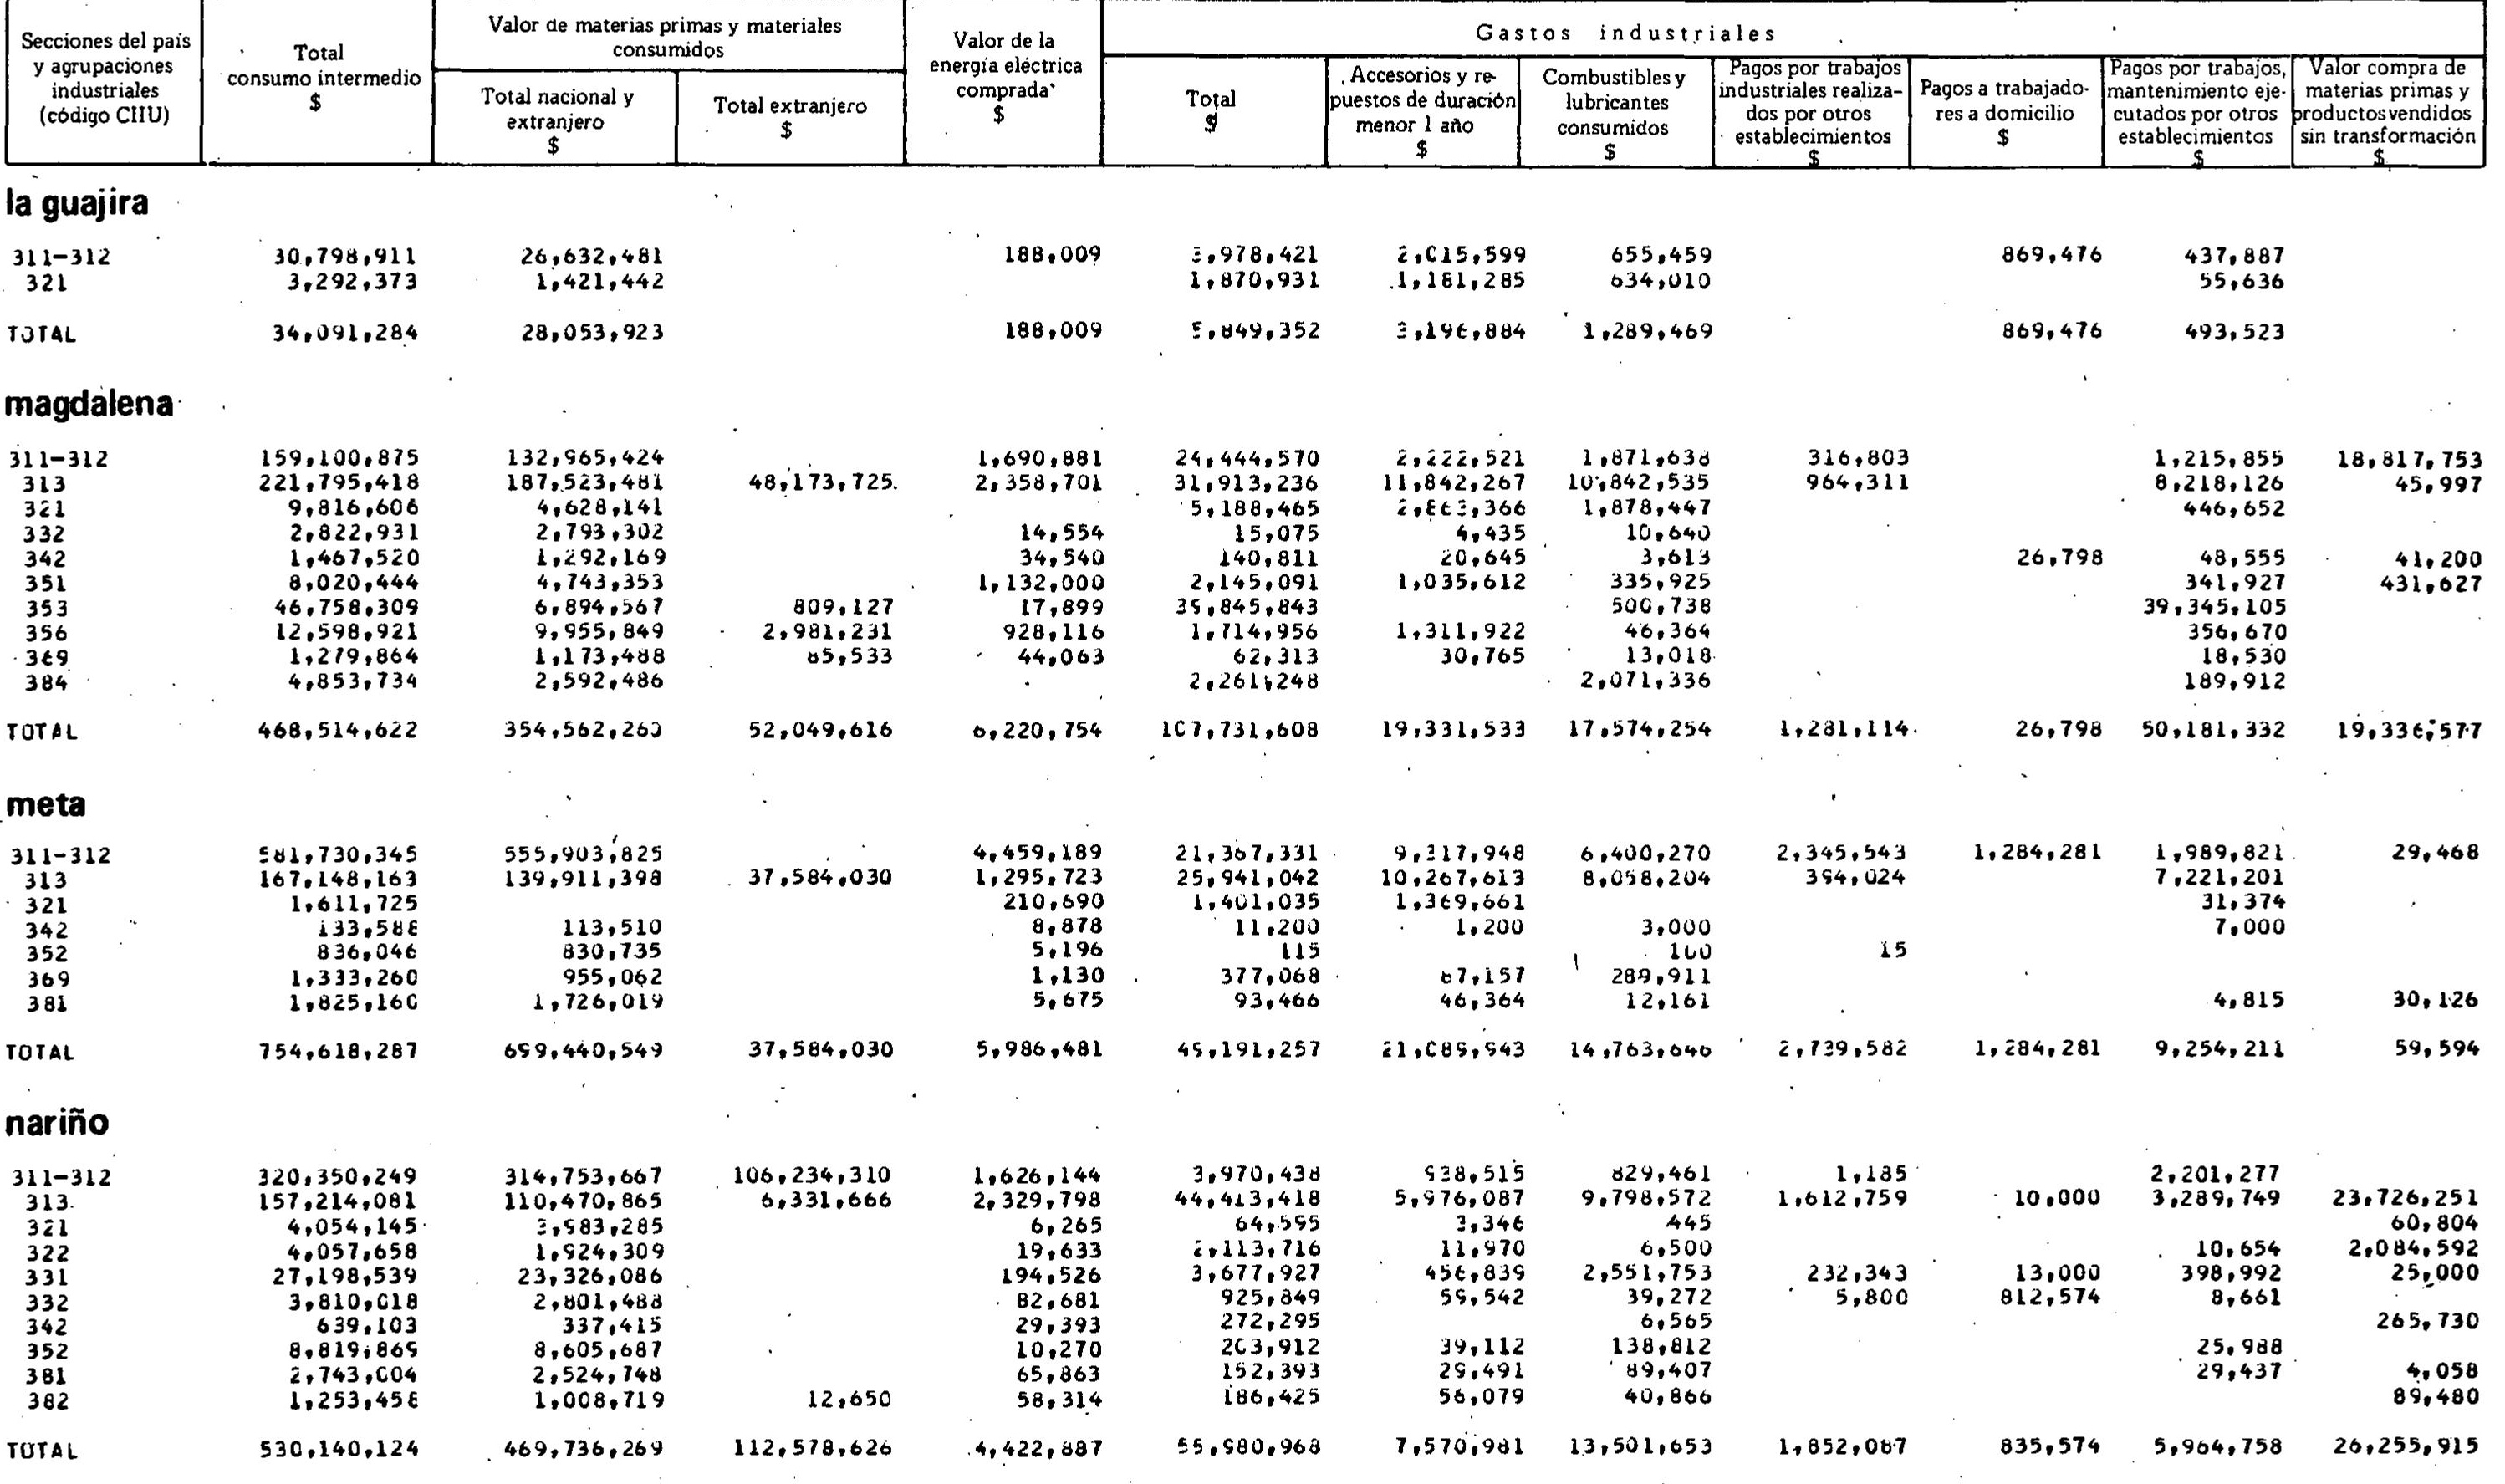 Secciones del país y agrupaciones industriales (código CIIU)
Total consumo intermedio $
Valor de materias primas y materiales consumidos
Total nacional y extranjero $
Total extranjero $
Valor de la energía eléctrica comprada $
Gastos industriales
Total $
Accesorios y re- puestos de duración menor 1 año $
Combustibles y lubricantes consumidos $
Pagos por trabajos industriales realiza- dos por otros establecimientos $
Pagos a trabajado- res a domicilio $
Pagos por trabajos, mantenimiento eje- cutados por otros establecimientos $
Valor compra de materias primas y productos vendidos sin transformación $
la guajira
311-312 30,798,911 26,632,481 188,009 3,978,421 2,015,599 655,459 869,476 437,887
321 3,292,373 1,421,442 1,870,931 1,181,285 634,010 55,636
TOTAL 34,091,284 28,053,923 188,009 5,849,352 3,196,884 1,289,469 869,476 493,523
magdalena
311-312 159,100,875 132,965,424 1,690,881 24,444,570 2,222,521 1,871,638 316,803 1,215,855 18,817,753
313 221,795,418 187,523,481 48,173,725 2,358,701 31,913,236 11,842,267 10,842,535 964,311 8,218,126 45,997
321 9,816,606 4,628,141 5,188,465 2,863,366 1,878,447 446,652
332 2,822,931 2,793,302 14,554 15,075 4,435 10,640
342 1,467,520 1,292,169 34,540 140,811 20,645 3,613 26,798 48,555 41,200
351 8,020,444 4,743,353 1,132,000 2,145,091 1,035,612 335,925 341,927 431,627
353 46,758,309 6,894,567 809,127 17,899 39,845,843 500,738 39,345,105
356 12,598,921 9,955,849 2,981,231 928,116 1,714,956 1,311,922 46,364 356,670
369 1,279,864 1,173,488 85,533 44,063 62,313 30,765 13,018 18,530
384 4,853,734 2,592,486 2,261,248 2,071,336 189,912
TOTAL 468,514,622 354,562,260 52,049,616 6,220,754 107,731,608 19,331,533 17,574,254 1,281,114 26,798 50,181,332 19,336,577
meta
311-312 581,730,345 555,903,825 4,459,189 21,367,331 9,317,948 6,400,270 2,345,543 1,284,281 1,989,821 29,468
313 167,148,163 139,911,398 37,584,030 1,295,723 25,941,042 10,267,613 8,058,204 394,024 7,221,201
321 1,611,725 210,690 1,401,035 1,369,661 31,374
342 133,588 113,510 8,878 11,200 1,200 3,000 7,000
352 836,046 830,735 5,196 115 100 15
369 1,333,260 955,062 1,130 377,068 87,157 289,911
381 1,825,160 1,726,019 5,675 93,466 46,364 12,161 4,815 30,126
TOTAL 754,618,287 699,440,549 37,584,030 5,986,481 49,191,257 21,089,943 14,763,646 2,739,582 1,284,281 9,254,211 59,594
nariño
311-312 320,350,249 314,753,667 106,234,310 1,626,144 3,970,438 938,515 829,461 1,185 2,201,277
313 157,214,081 110,470,865 6,331,666 2,329,798 44,413,418 5,976,087 9,798,572 1,612,759 10,000 3,289,749 23,726,251
321 4,054,145 3,983,285 6,265 64,595 3,346 445 60,804
322 4,057,658 1,924,309 19,633 2,113,716 11,970 6,500 10,654 2,084,592
331 27,198,539 23,326,086 194,526 3,677,927 456,839 2,551,753 232,343 13,000 398,992 25,000
332 3,810,018 2,801,488 82,681 925,849 59,542 39,272 5,800 812,574 8,661
342 639,103 337,415 29,393 272,295 6,565 265,730
352 8,819,869 8,605,687 10,270 203,912 39,112 138,812 25,988
381 2,743,004 2,524,748 65,863 152,393 29,491 89,407 29,437 4,058
382 1,253,458 1,008,719 12,650 58,314 186,425 56,079 40,866 89,480
TOTAL 530,140,124 469,736,269 112,578,626 4,422,887 55,980,968 7,570,981 13,501,653 1,852,087 835,574 5,964,758 26,255,915